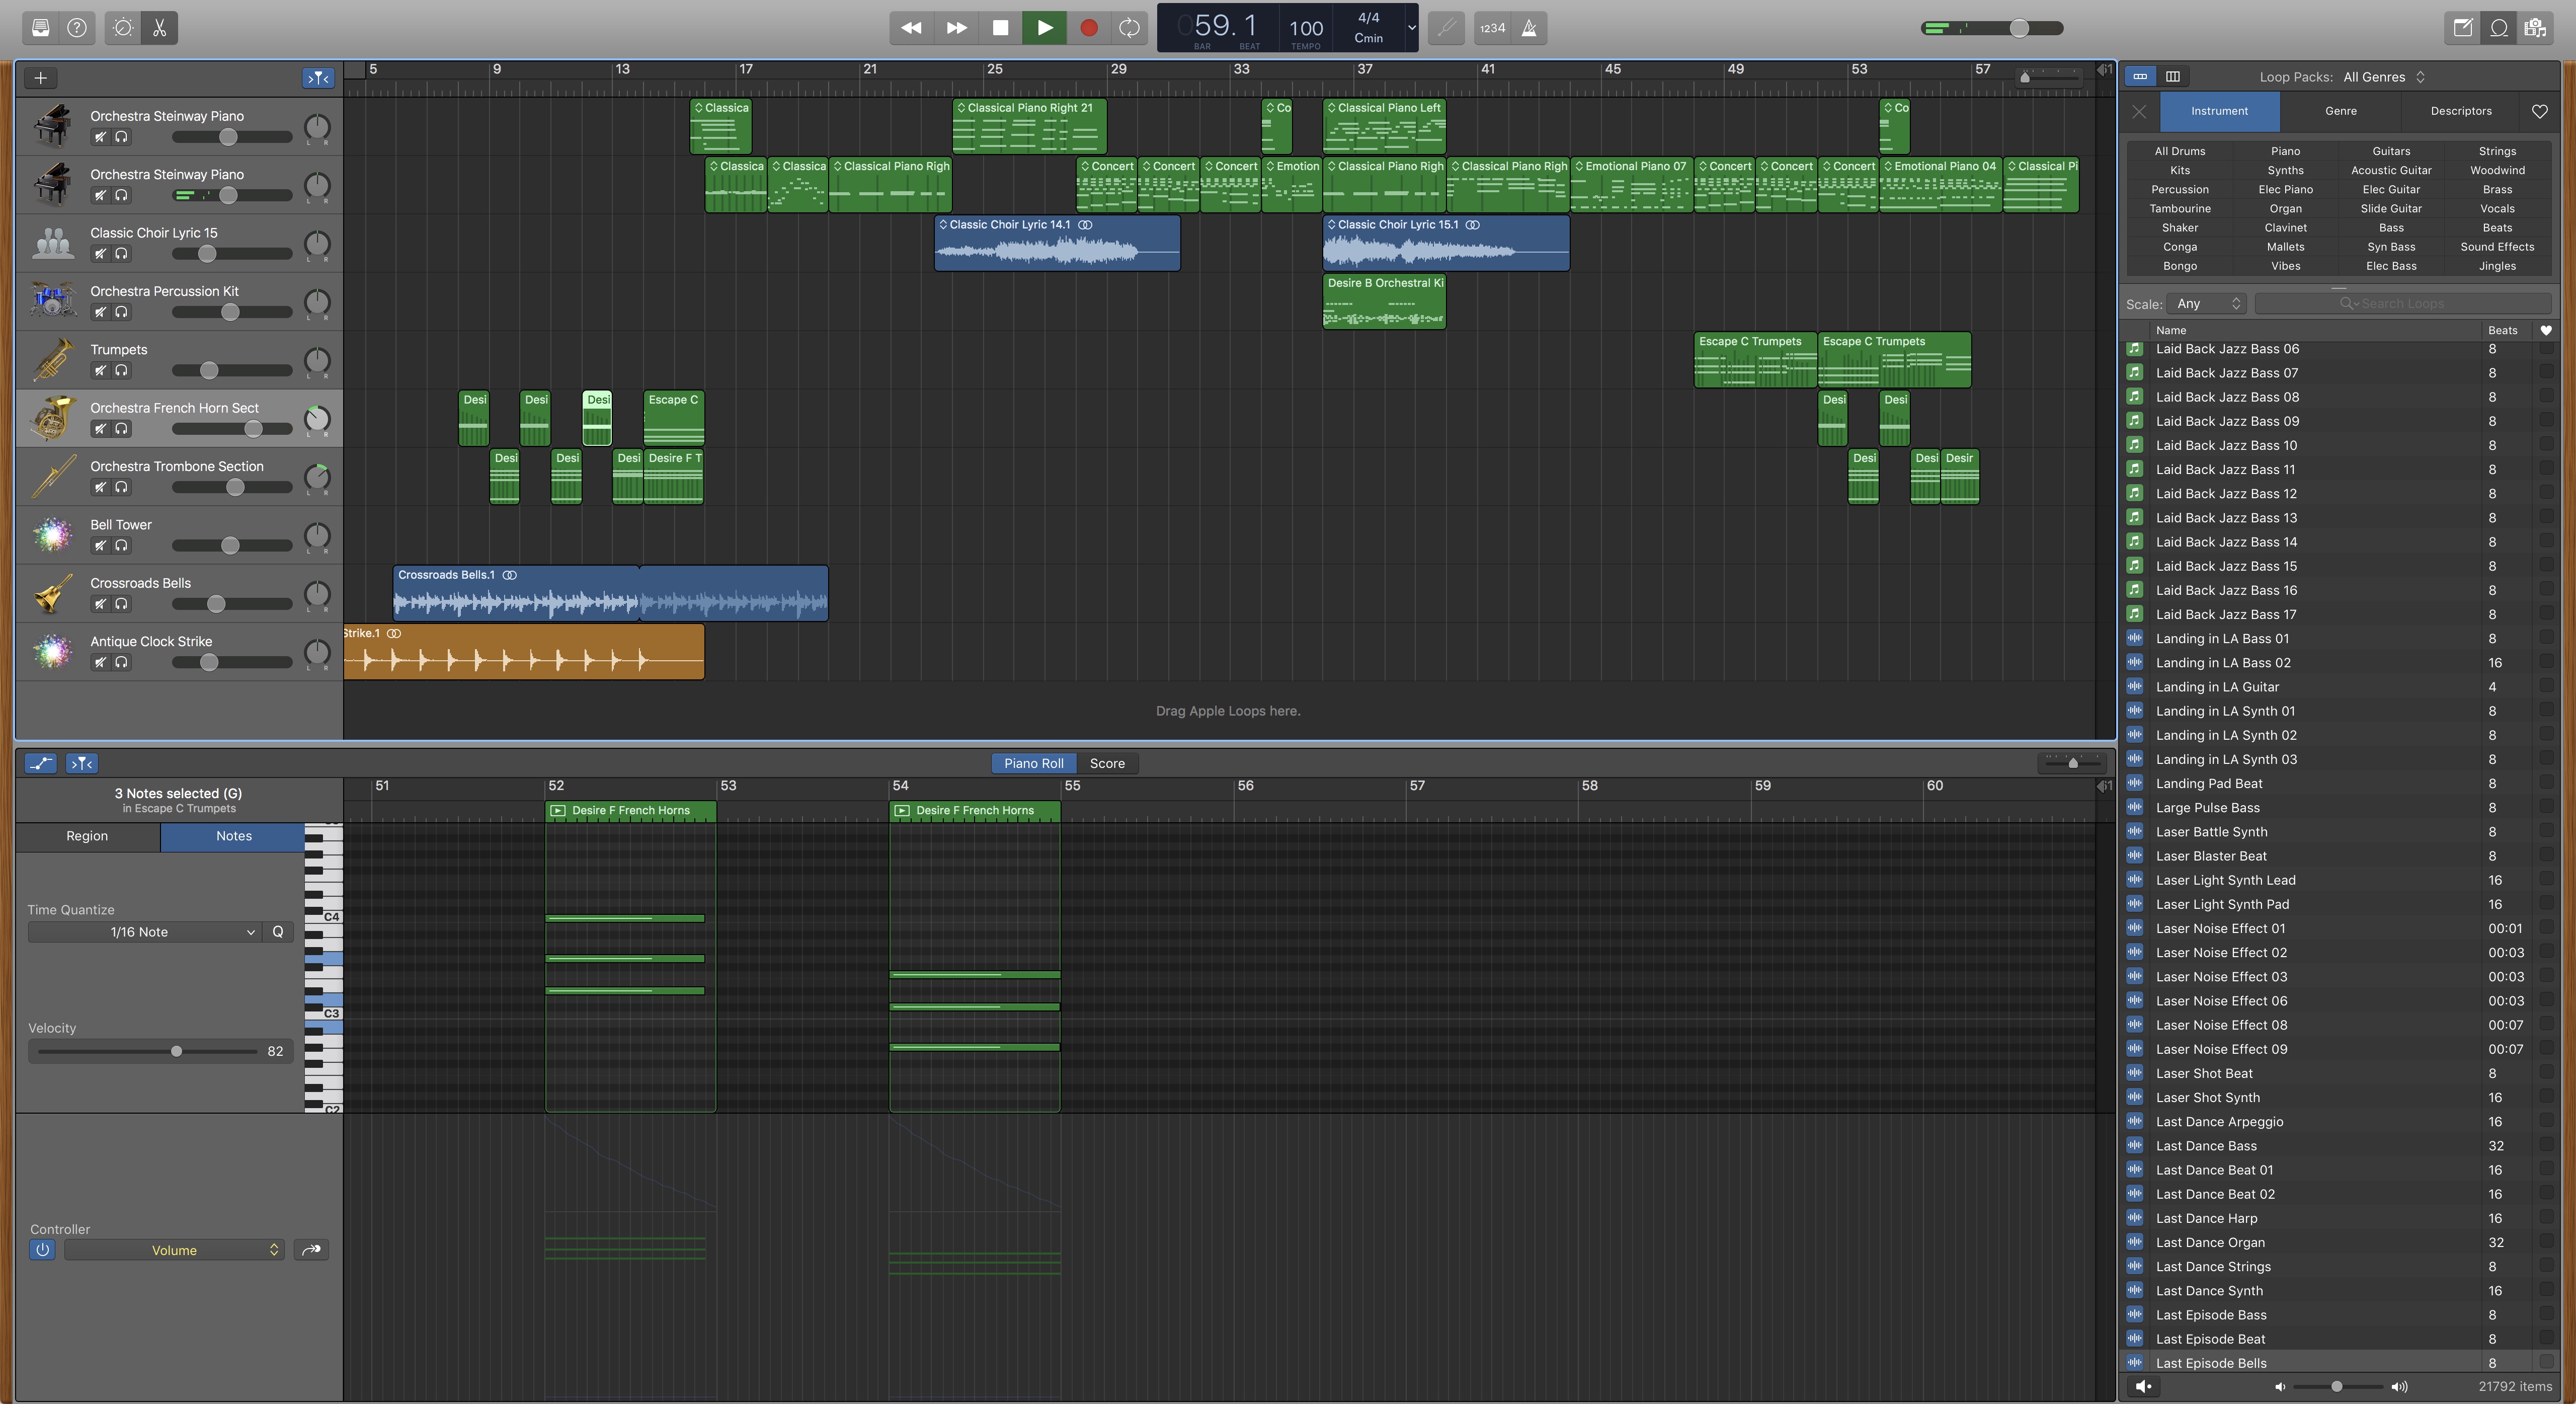 59.1
BAR BEAT
100
TEMPO
4/4
Cmin
1234
5 9 13 17 21 25 29 33 37 41 45 49 53 57 61
Orchestra Steinway Piano
L R
Classica
Classical Piano Right 21
Co
Classical Piano Left
Co
Orchestra Steinway Piano
L R
Classica
Classica
Classical Piano Righ
Concert
Concert
Concert
Emotion
Classical Piano Righ
Classical Piano Righ
Emotional Piano 07
Concert
Concert
Concert
Emotional Piano 04
Classical Pi
Classic Choir Lyric 15
L R
Classic Choir Lyric 14.1
Classic Choir Lyric 15.1
Orchestra Percussion Kit
L R
Desire B Orchestral Ki
Trumpets
L R
Escape C Trumpets
Escape C Trumpets
Orchestra French Horn Sect
L R
Desi
Desi
Desi
Escape C
Desi
Desi
Orchestra Trombone Section
L R
Desi
Desi
Desi
Desire F T
Desi
Desi
Desir
Bell Tower
L R
Crossroads Bells
L R
Crossroads Bells.1
Antique Clock Strike
L R
Strike.1
Drag Apple Loops here.
Piano Roll
Score
3 Notes selected (G)
in Escape C Trumpets
51 52 53 54 55 56 57 58 59 60 61
Desire F French Horns
Desire F French Horns
Region
Notes
Time Quantize
1/16 Note
Q
Velocity
82
C4
C3
C2
Controller
Volume
Loop Packs: All Genres
Instrument
Genre
Descriptors
All Drums Piano Guitars Strings
Kits Synths Acoustic Guitar Woodwind
Percussion Elec Piano Elec Guitar Brass
Tambourine Organ Slide Guitar Vocals
Shaker Clavinet Bass Beats
Conga Mallets Syn Bass Sound Effects
Bongo Vibes Elec Bass Jingles
Scale: Any
Search Loops
Name Beats
Laid Back Jazz Bass 06 8
Laid Back Jazz Bass 07 8
Laid Back Jazz Bass 08 8
Laid Back Jazz Bass 09 8
Laid Back Jazz Bass 10 8
Laid Back Jazz Bass 11 8
Laid Back Jazz Bass 12 8
Laid Back Jazz Bass 13 8
Laid Back Jazz Bass 14 8
Laid Back Jazz Bass 15 8
Laid Back Jazz Bass 16 8
Laid Back Jazz Bass 17 8
Landing in LA Bass 01 8
Landing in LA Bass 02 16
Landing in LA Guitar 4
Landing in LA Synth 01 8
Landing in LA Synth 02 8
Landing in LA Synth 03 8
Landing Pad Beat 8
Large Pulse Bass 8
Laser Battle Synth 8
Laser Blaster Beat 8
Laser Light Synth Lead 16
Laser Light Synth Pad 16
Laser Noise Effect 01 00:01
Laser Noise Effect 02 00:03
Laser Noise Effect 03 00:03
Laser Noise Effect 06 00:03
Laser Noise Effect 08 00:07
Laser Noise Effect 09 00:07
Laser Shot Beat 8
Laser Shot Synth 16
Last Dance Arpeggio 16
Last Dance Bass 32
Last Dance Beat 01 16
Last Dance Beat 02 16
Last Dance Harp 16
Last Dance Organ 32
Last Dance Strings 8
Last Dance Synth 16
Last Episode Bass 8
Last Episode Beat 8
Last Episode Bells 8
21792 items